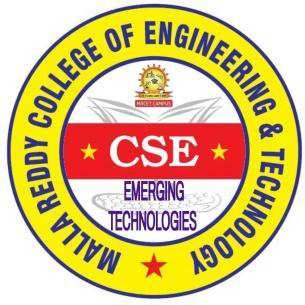 MALLA REDDY COLLEGE OF ENGINEERING & TECHNOLOGY
MRCET CAMPUS
CSE
EMERGING
TECHNOLOGIES